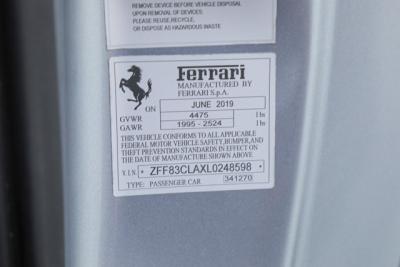 REMOVE DEVICE BEFORE VEHICLE DISPOSAL
UPON REMOVAL OF DEVICES,
PLEASE REUSE,RECYCLE,
OR DISPOSE AS HAZARDOUS WASTE
Ferrari
MANUFACTURED BY
FERRARI S.p.A.
ON JUNE 2019
GVWR 4475 lbs
GAWR 1995 - 2524 lbs
THIS VEHICLE CONFORMS TO ALL APPLICABLE
FEDERAL MOTOR VEHICLE SAFETY, BUMPER, AND
THEFT PREVENTION STANDARDS IN EFFECT ON
THE DATE OF MANUFACTURE SHOWN ABOVE
V.I.N. ZFF83CLAXL0248598
TYPE: PASSENGER CAR 341270